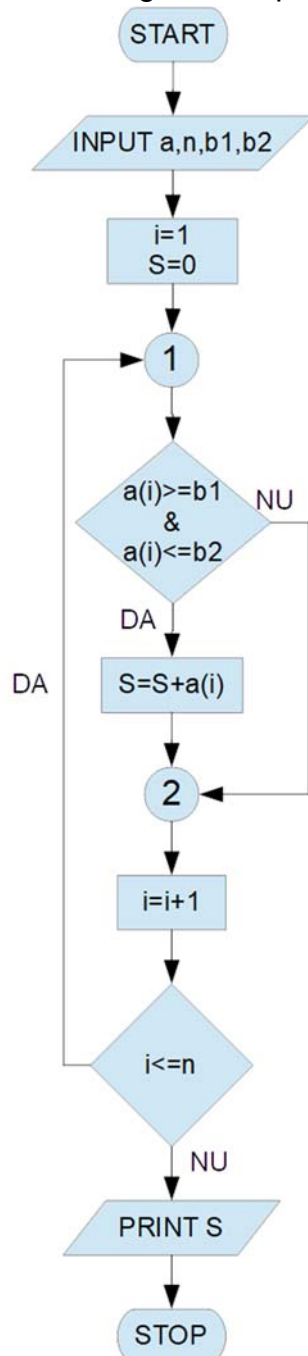 START
INPUT a,n,b1,b2
i=1
S=0
1
a(i)>=b1
&
a(i)<=b2
NU
DA
DA
S=S+a(i)
2
i=i+1
i<=n
NU
PRINT S
STOP